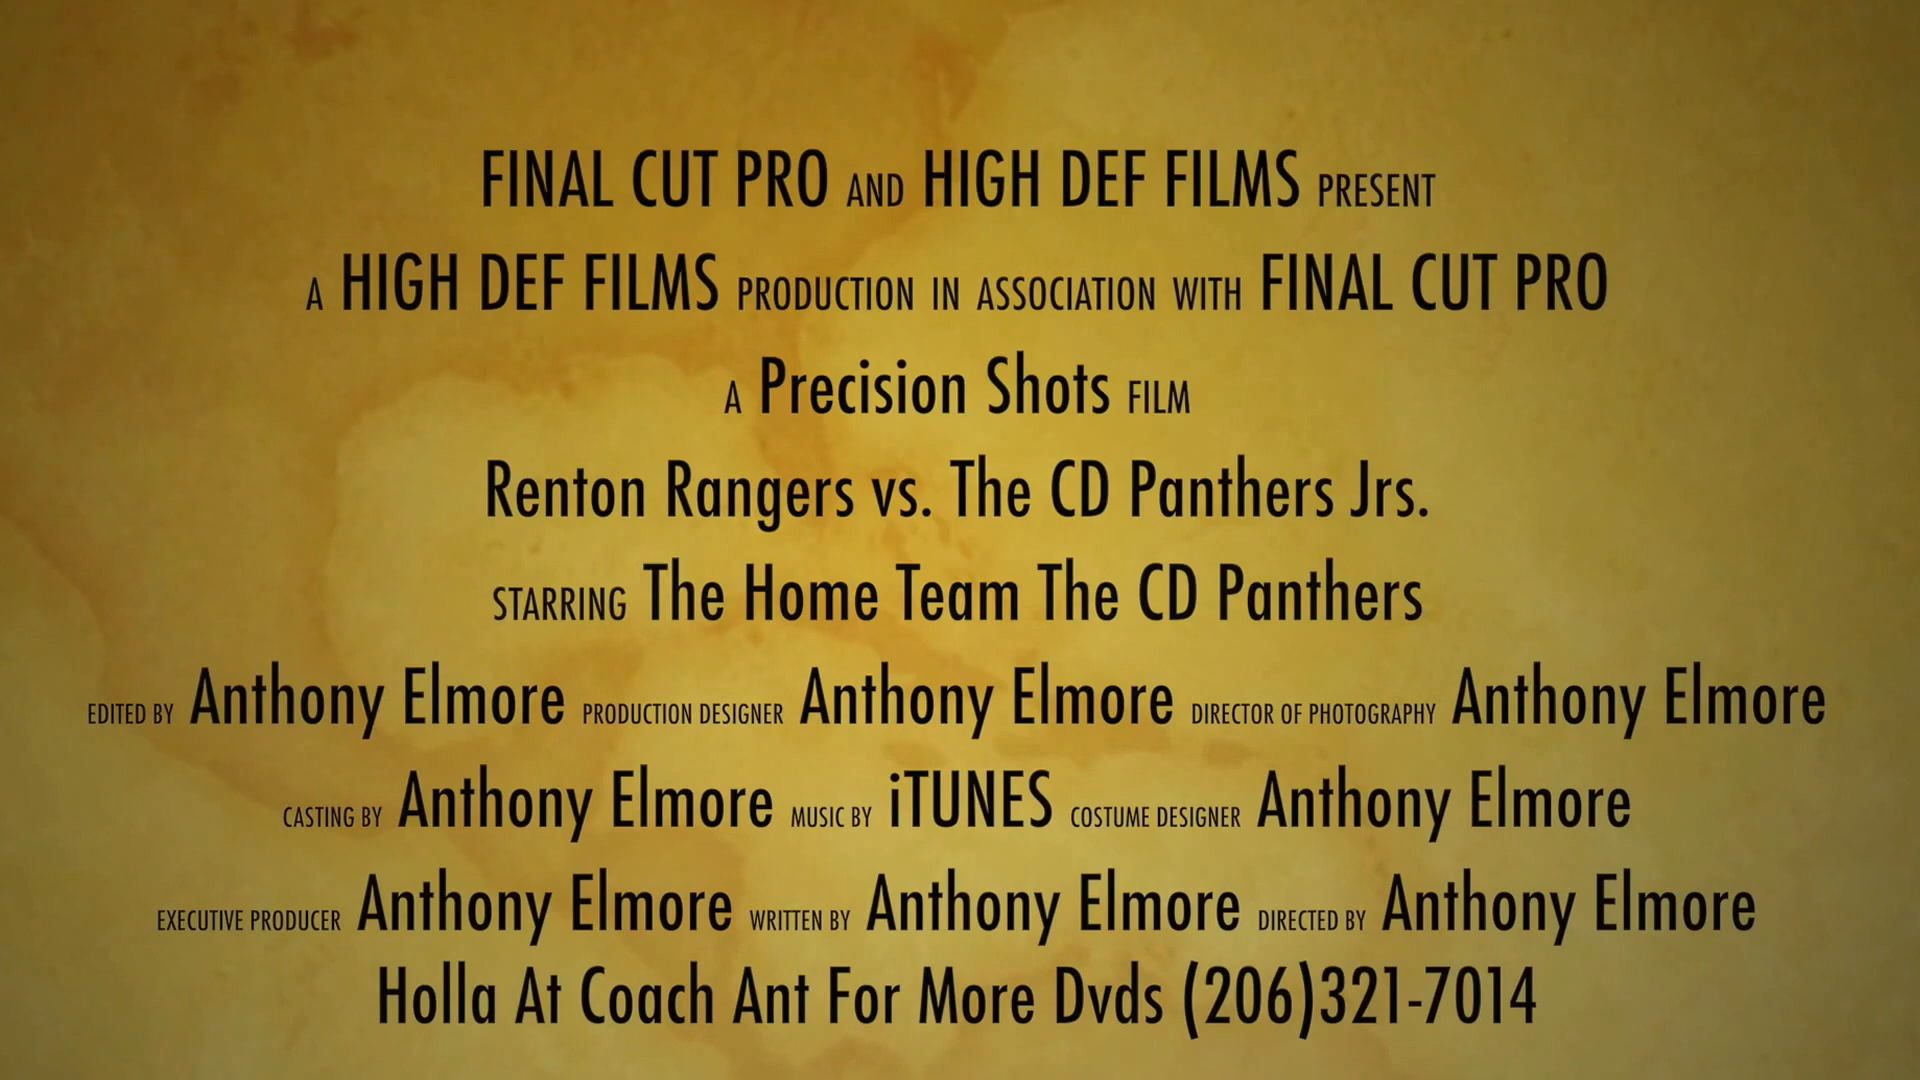 FINAL CUT PRO AND HIGH DEF FILMS PRESENT
A HIGH DEF FILMS PRODUCTION IN ASSOCIATION WITH FINAL CUT PRO
A Precision Shots FILM
Renton Rangers vs. The CD Panthers Jrs.
STARRING The Home Team The CD Panthers
EDITED BY Anthony Elmore PRODUCTION DESIGNER Anthony Elmore DIRECTOR OF PHOTOGRAPHY Anthony Elmore
CASTING BY Anthony Elmore MUSIC BY iTUNES COSTUME DESIGNER Anthony Elmore
EXECUTIVE PRODUCER Anthony Elmore WRITTEN BY Anthony Elmore DIRECTED BY Anthony Elmore
Holla At Coach Ant For More Dvds (206)321-7014